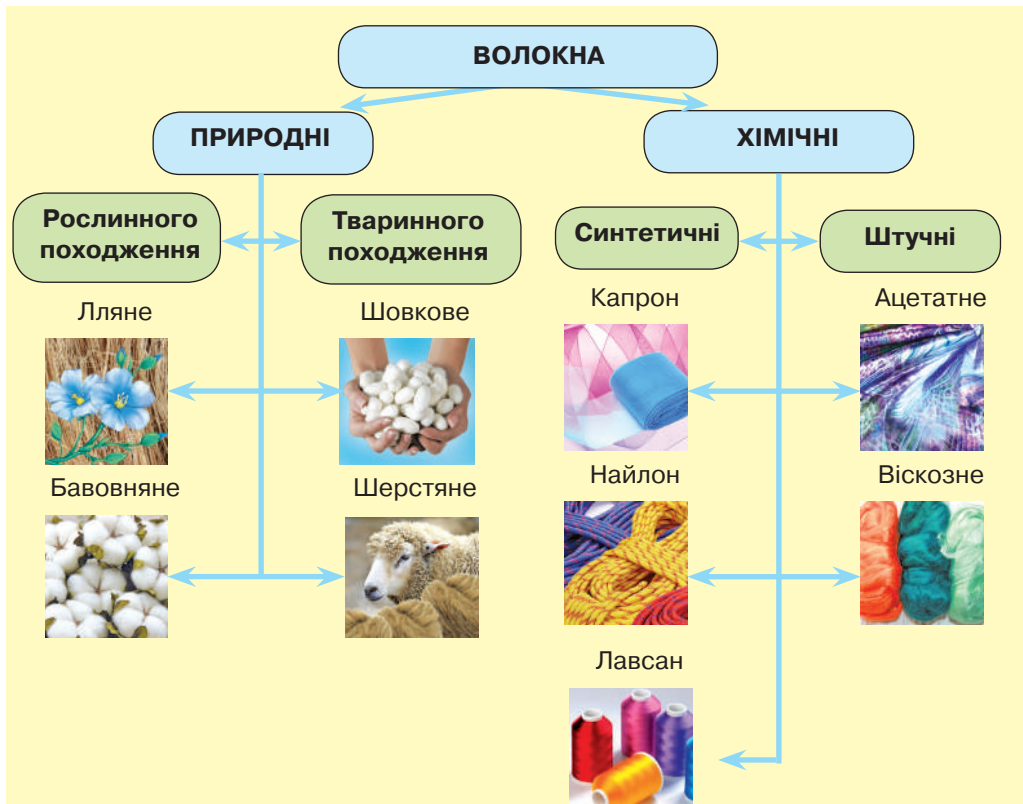 ВОЛОКНА
ПРИРОДНІ
ХІМІЧНІ
Рослинного
походження
Тваринного
походження
Синтетичні
Штучні
Лляне
Шовкове
Капрон
Ацетатне
Бавовняне
Шерстяне
Найлон
Віскозне
Лавсан